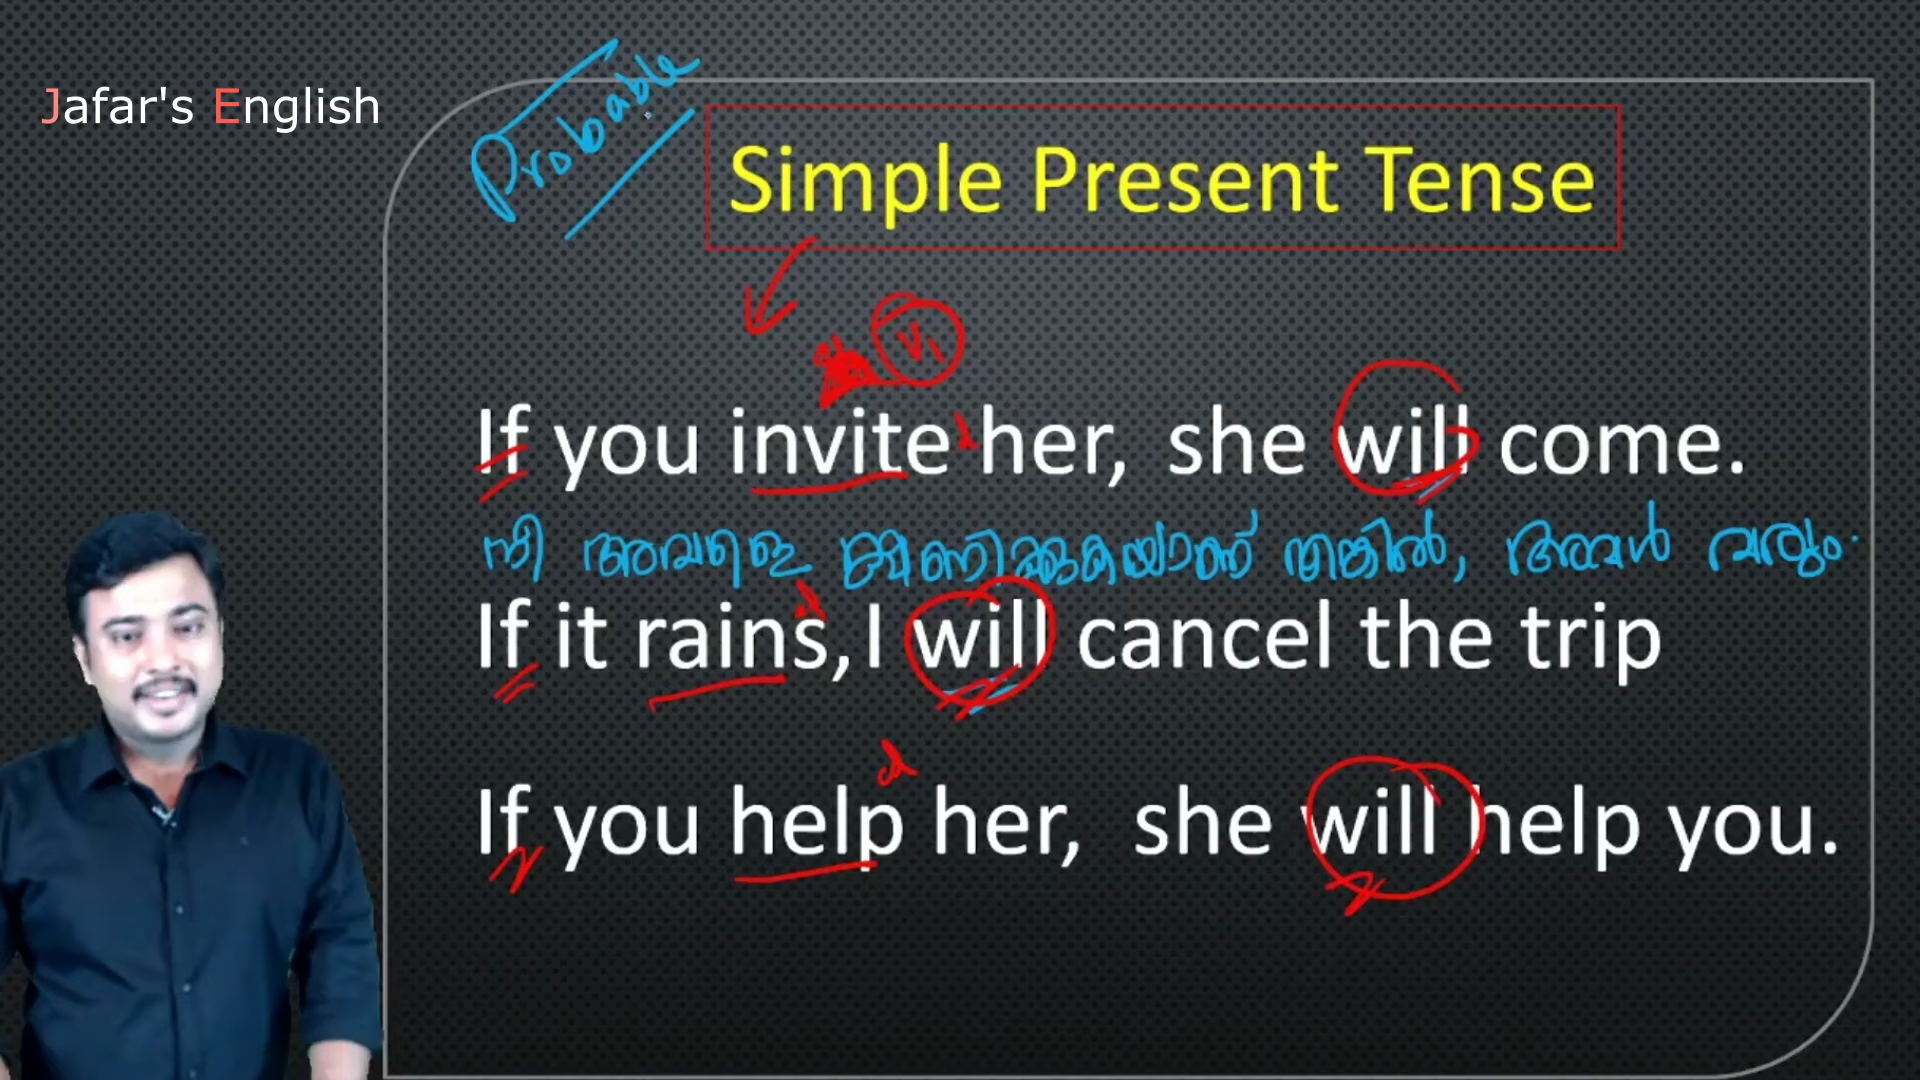 Jafar's English
Probable
Simple Present Tense
V1
If you invite her, she will come.
നീ അവളെ ക്ഷണിക്കുകയാണ് എങ്കിൽ, അവൾ വരും.
If it rains, I will cancel the trip
If you help her, she will help you.